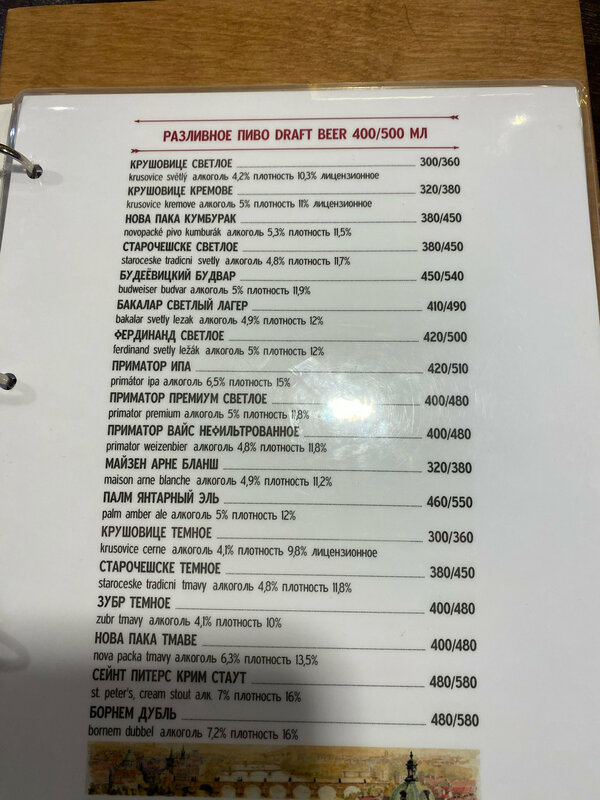 РАЗЛИВНОЕ ПИВО DRAFT BEER 400/500 МЛ
КРУШОВИЦЕ СВЕТЛОЕ 300/360
krusovice světlý алкоголь 4,2% плотность 10,3% лицензионное
КРУШОВИЦЕ КРЕМОВЕ 320/380
krusovice kremove алкоголь 5% плотность 11% лицензионное
НОВА ПАКА КУМБУРАК 380/450
novopacké pivo kumburák алкоголь 5,3% плотность 11,5%
СТАРОЧЕШСКЕ СВЕТЛОЕ 380/450
staroceske tradicni svetly алкоголь 4,8% плотность 11,7%
БУДЕЁВИЦКИЙ БУДВАР 450/540
budweiser budvar алкоголь 5% плотность 11,9%
БАКАЛАР СВЕТЛЫЙ ЛАГЕР 410/490
bakalar svetly lezak алкоголь 4,9% плотность 12%
ФЕРДИНАНД СВЕТЛОЕ 420/500
ferdinand svetly ležák алкоголь 5% плотность 12%
ПРИМАТОР ИПА 420/510
primátor ipa алкоголь 6,5% плотность 15%
ПРИМАТОР ПРЕМИУМ СВЕТЛОЕ 400/480
primator premium алкоголь 5% плотность 11,8%
ПРИМАТОР ВАЙС НЕФИЛЬТРОВАННОЕ 400/480
primator weizenbier алкоголь 4,8% плотность 11,8%
МАЙЗЕН АРНЕ БЛАНШ 320/380
maison arne blanche алкоголь 4,9% плотность 11,2%
ПАЛМ ЯНТАРНЫЙ ЭЛЬ 460/550
palm amber ale алкоголь 5% плотность 12%
КРУШОВИЦЕ ТЕМНОЕ 300/360
krusovice cerne алкоголь 4,1% плотность 9,8% лицензионное
СТАРОЧЕШСКЕ ТЕМНОЕ 380/450
staroceske tradicni tmavy алкоголь 4,8% плотность 11,8%
ЗУБР ТЕМНОЕ 400/480
zubr tmavy алкоголь 4,1% плотность 10%
НОВА ПАКА ТМАВЕ 400/480
nova packa tmavy алкоголь 6,3% плотность 13,5%
СЕЙНТ ПИТЕРС КРИМ СТАУТ 480/580
st. peter's, cream stout алк. 7% плотность 16%
БОРНЕМ ДУБЛЬ 480/580
bornem dubbel алкоголь 7,2% плотность 16%